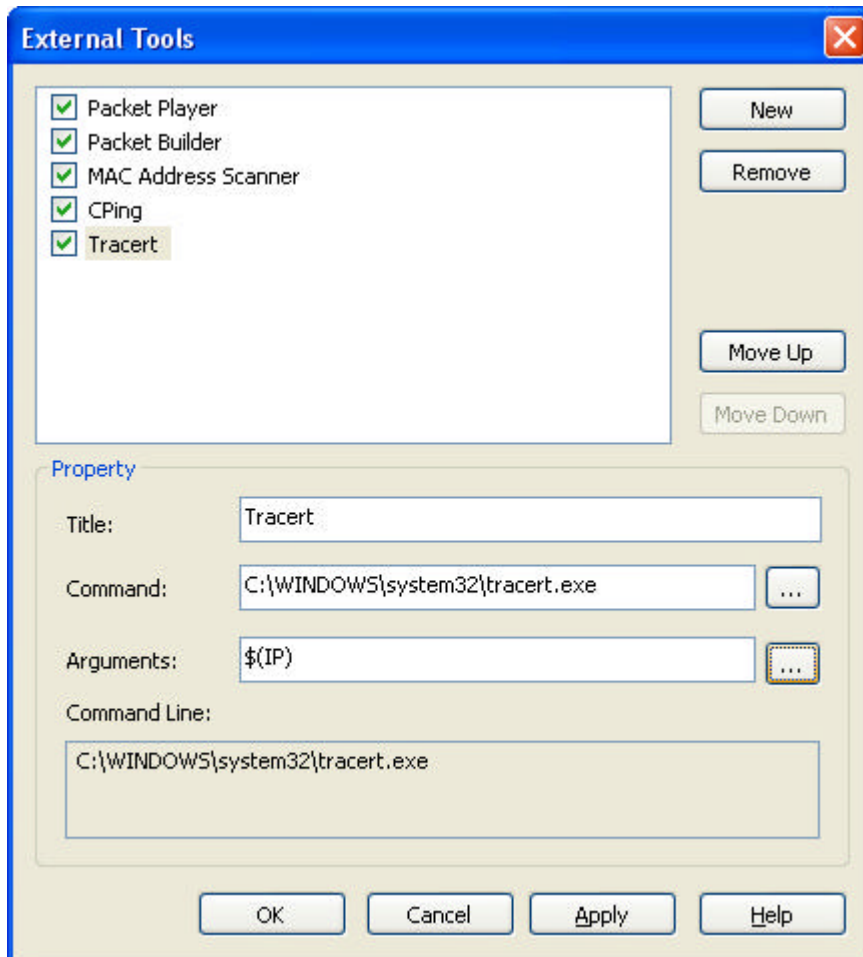 External Tools
Packet Player
Packet Builder
MAC Address Scanner
CPing
Tracert
New
Remove
Move Up
Move Down
Property
Title:
Tracert
Command:
C:\WINDOWS\system32\tracert.exe
...
Arguments:
$(IP)
...
Command Line:
C:\WINDOWS\system32\tracert.exe
OK
Cancel
Apply
Help